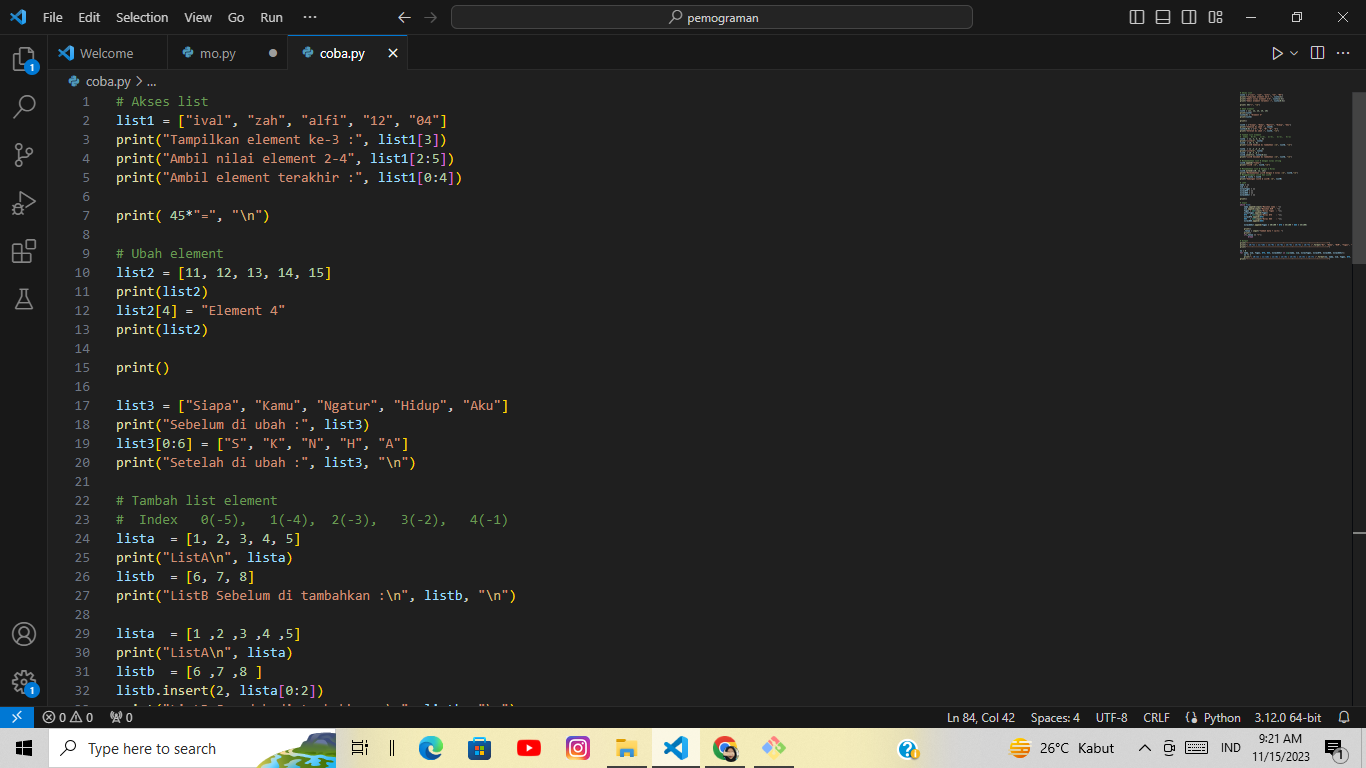 File Edit Selection View Go Run ··· pemograman
Welcome mo.py coba.py
coba.py > ...
1 # Akses list
2 list1 = ["ival", "zah", "alfi", "12", "04"]
3 print("Tampilkan element ke-3 :", list1[3])
4 print("Ambil nilai element 2-4", list1[2:5])
5 print("Ambil element terakhir :", list1[0:4])
6
7 print( 45*"=", "\n")
8
9 # Ubah element
10 list2 = [11, 12, 13, 14, 15]
11 print(list2)
12 list2[4] = "Element 4"
13 print(list2)
14
15 print()
16
17 list3 = ["Siapa", "Kamu", "Ngatur", "Hidup", "Aku"]
18 print("Sebelum di ubah :", list3)
19 list3[0:6] = ["S", "K", "N", "H", "A"]
20 print("Setelah di ubah :", list3, "\n")
21
22 # Tambah list element
23 #  Index   0(-5),   1(-4),  2(-3),   3(-2),   4(-1)
24 lista  = [1, 2, 3, 4, 5]
25 print("ListA\n", lista)
26 listb  = [6, 7, 8]
27 print("ListB Sebelum di tambahkan :\n", listb, "\n")
28
29 lista  = [1 ,2 ,3 ,4 ,5]
30 print("ListA\n", lista)
31 listb  = [6 ,7 ,8 ]
32 listb.insert(2, lista[0:2])
1
1
0 0 0 Ln 84, Col 42 Spaces: 4 UTF-8 CRLF Python 3.12.0 64-bit
Type here to search 26°C Kabut IND 9:21 AM
11/15/2023 1